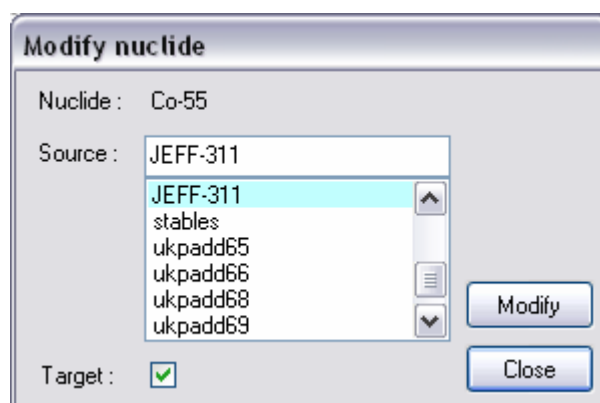 Modify nuclide
Nuclide : Co-55
Source : JEFF-311
JEFF-311
stables
ukpadd65
ukpadd66
ukpadd68
ukpadd69
Modify
Target :
Close